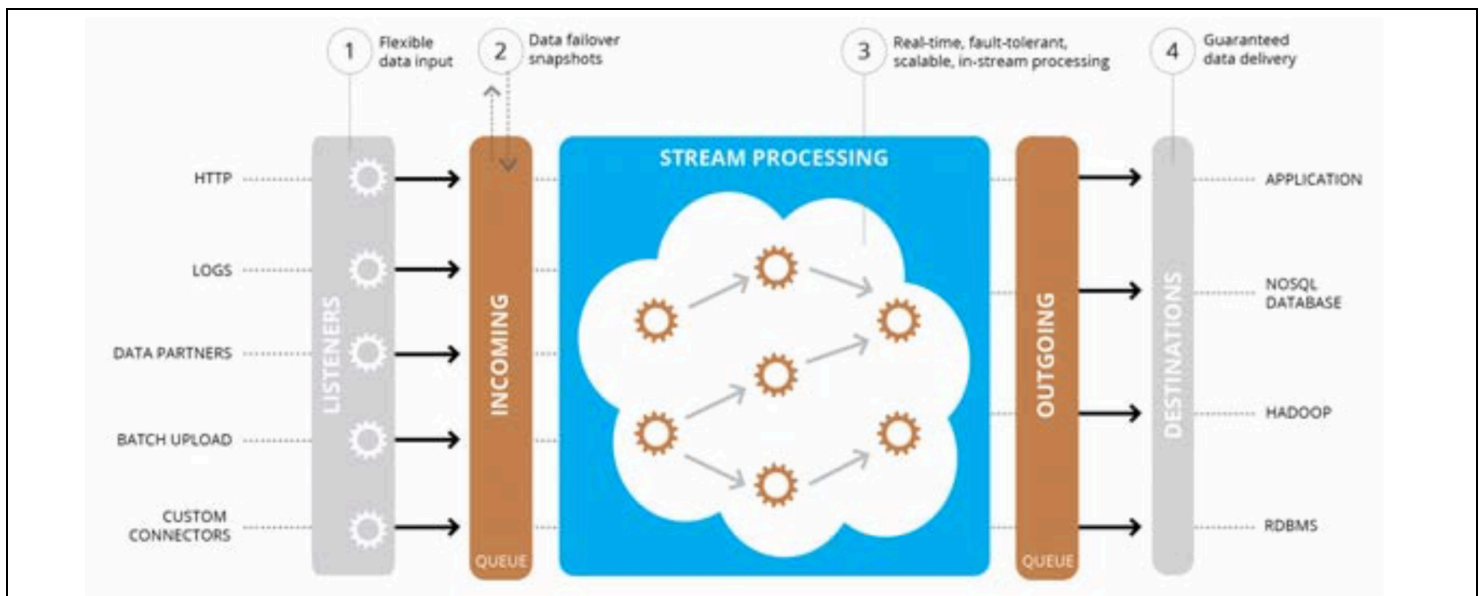 1
Flexible
data input
2
Data failover
snapshots
3
Real-time, fault-tolerant,
scalable, in-stream processing
4
Guaranteed
data delivery
HTTP
LOGS
DATA PARTNERS
BATCH UPLOAD
CUSTOM
CONNECTORS
LISTENERS
INCOMING
QUEUE
STREAM PROCESSING
OUTGOING
QUEUE
DESTINATIONS
APPLICATION
NOSQL
DATABASE
HADOOP
RDBMS